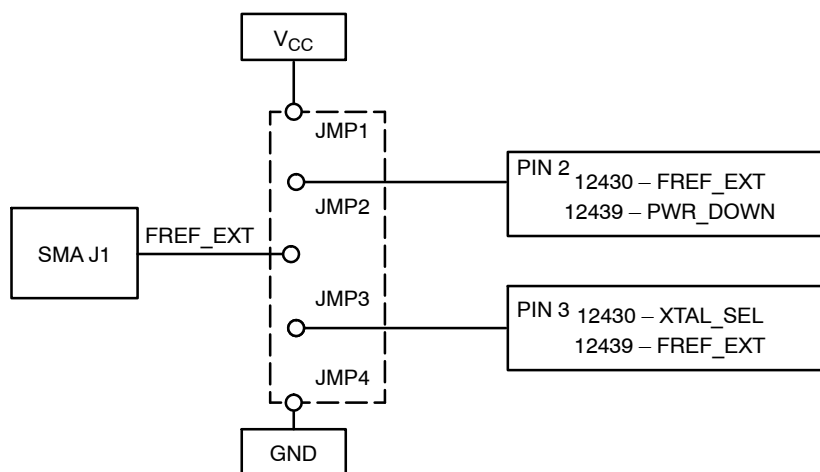 VCC
JMP1
PIN 2
12430 – FREF_EXT
JMP2
12439 – PWR_DOWN
FREF_EXT
SMA J1
JMP3
PIN 3
12430 – XTAL_SEL
12439 – FREF_EXT
JMP4
GND